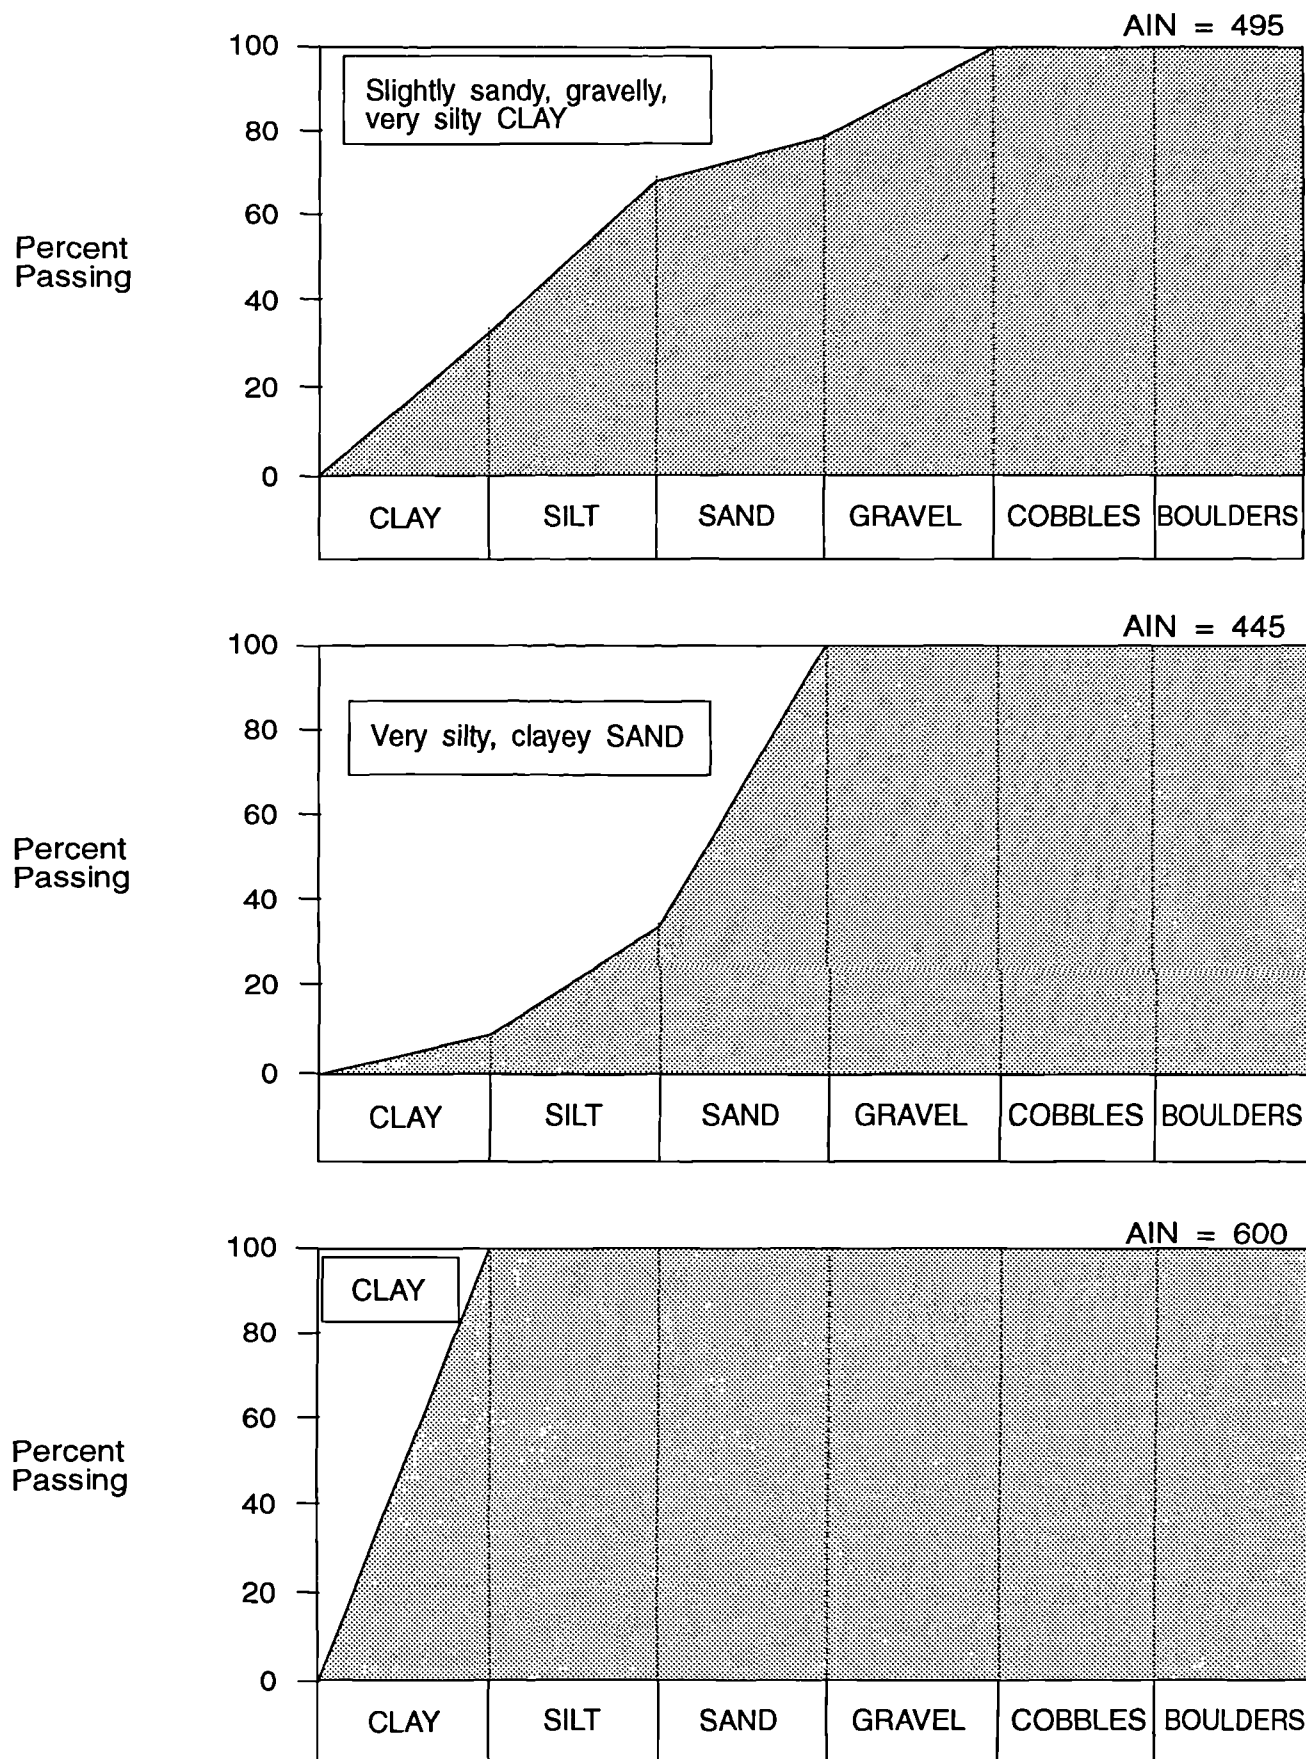 AIN = 495
100
Slightly sandy, gravelly,
very silty CLAY
80
60
Percent
Passing
40
20
0
CLAY SILT SAND GRAVEL COBBLES BOULDERS
AIN = 445
100
80
Very silty, clayey SAND
60
Percent
Passing
40
20
0
CLAY SILT SAND GRAVEL COBBLES BOULDERS
AIN = 600
100
CLAY
80
60
Percent
Passing
40
20
0
CLAY SILT SAND GRAVEL COBBLES BOULDERS